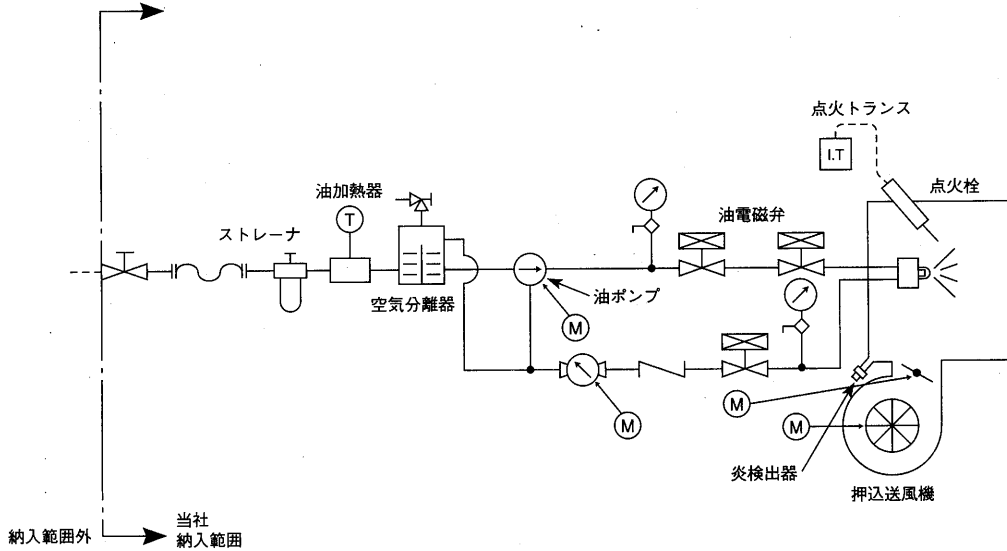 点火トランス
I.T
点火栓
油加熱器
T
油電磁弁
ストレーナ
空気分離器
油ポンプ
M
M
M
M
炎検出器
押込送風機
納入範囲外
当社
納入範囲